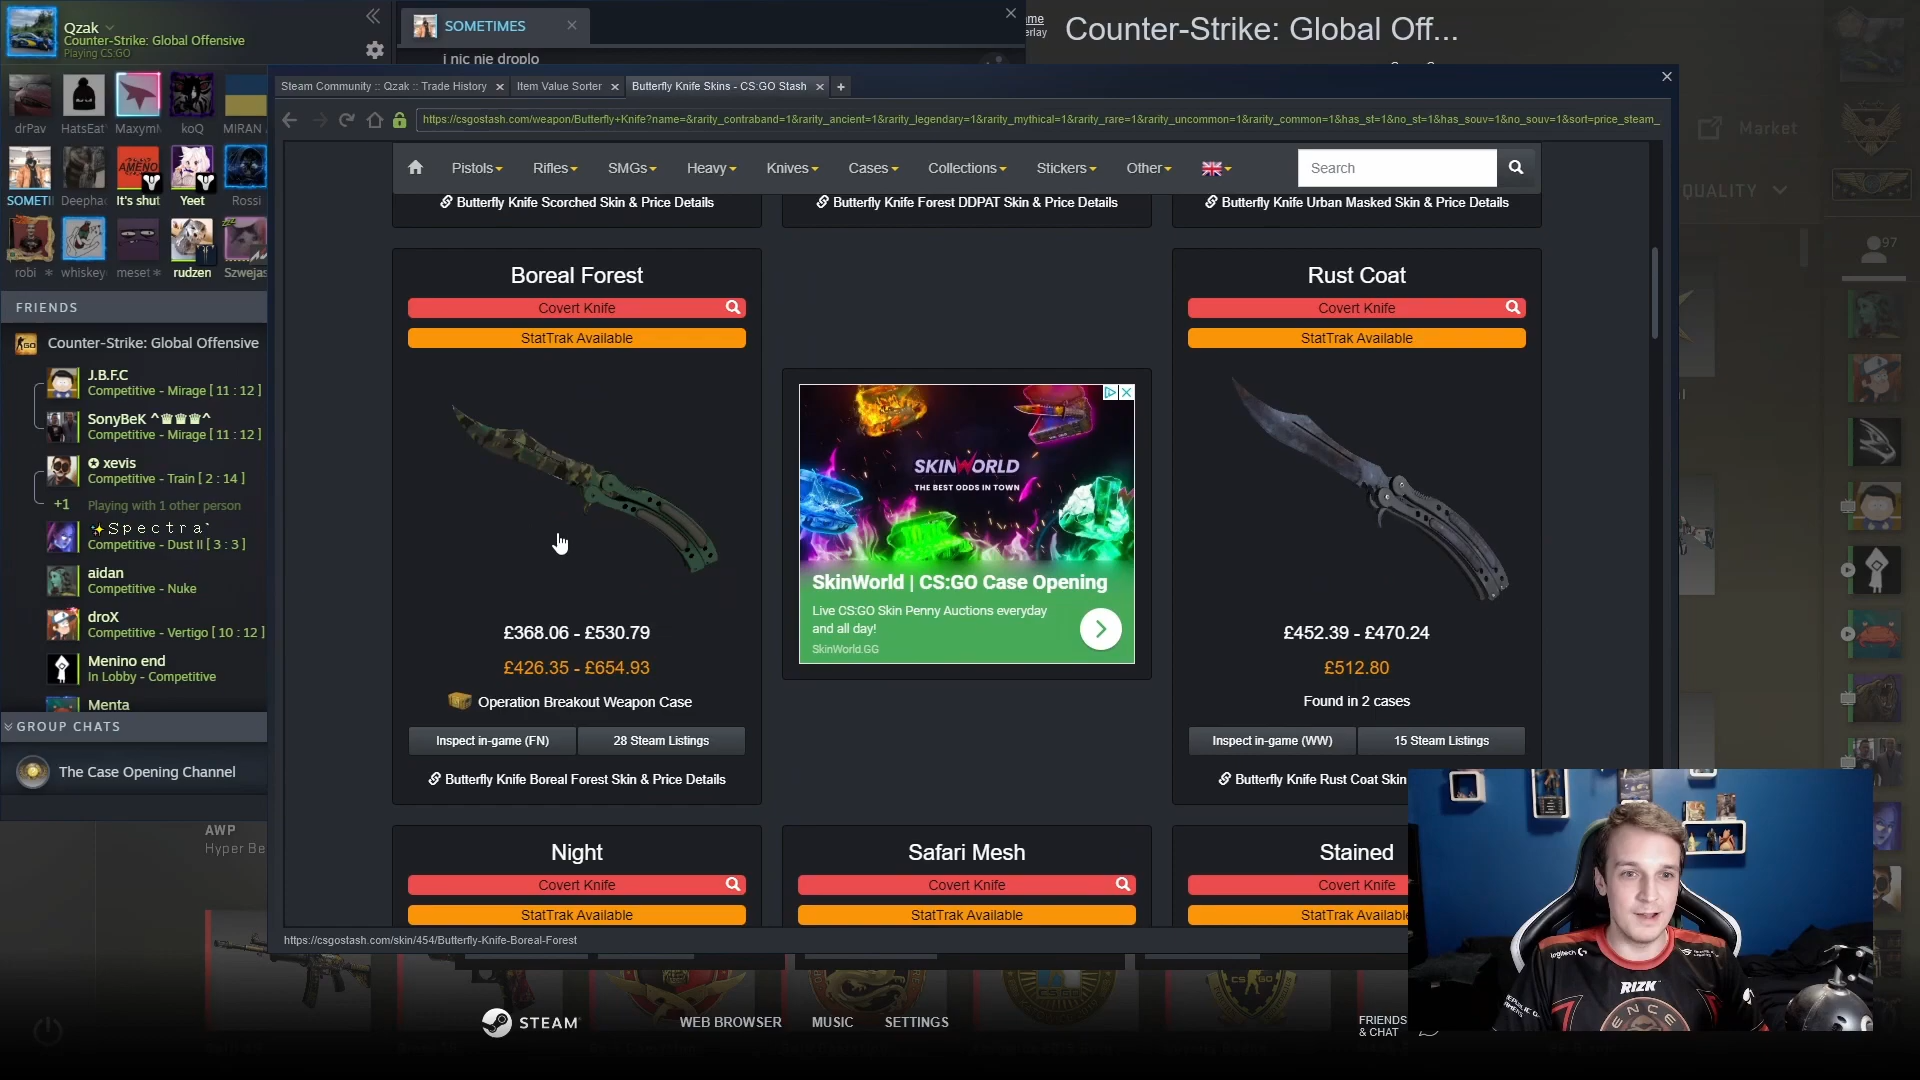 Qzak
Counter-Strike: Global Offensive
Playing CS:GO
SOMETIMES
i nic nie droplo
Counter-Strike: Global Off...
Steam Community :: Qzak :: Trade History
Item Value Sorter
Butterfly Knife Skins - CS:GO Stash
https://csgostash.com/weapon/Butterfly+Knife?name=&rarity_contraband=1&rarity_ancient=1&rarity_legendary=1&rarity_mythical=1&rarity_rare=1&rarity_uncommon=1&rarity_common=1&has_st=1&no_st=1&has_souv=1&no_souv=1&sort=price_steam_
Market
QUALITY
97
Pistols Rifles SMGs Heavy Knives Cases Collections Stickers Other
Search
drPav HatsEat MaxymM koQ MIRAN
AMENO
SOMETI Deepha It's shut Yeet Rossi
robi * whiskey meset * rudzen Szwejas
FRIENDS
Counter-Strike: Global Offensive
J.B.F.C
Competitive - Mirage [ 11 : 12 ]
SonyBeK ^♛♛♛^
Competitive - Mirage [ 11 : 12 ]
✪ xevis
Competitive - Train [ 2 : 14 ]
+1 Playing with 1 other person
✨Spectra`
Competitive - Dust II [ 3 : 3 ]
aidan
Competitive - Nuke
droX
Competitive - Vertigo [ 10 : 12 ]
Menino end
In Lobby - Competitive
Menta
GROUP CHATS
The Case Opening Channel
AWP
Hyper Be
Butterfly Knife Scorched Skin & Price Details
Butterfly Knife Forest DDPAT Skin & Price Details
Butterfly Knife Urban Masked Skin & Price Details
Boreal Forest
Covert Knife
StatTrak Available
£368.06 - £530.79
£426.35 - £654.93
Operation Breakout Weapon Case
Inspect in-game (FN)
28 Steam Listings
Butterfly Knife Boreal Forest Skin & Price Details
SKINWORLD
THE BEST ODDS IN TOWN
SkinWorld | CS:GO Case Opening
Live CS:GO Skin Penny Auctions everyday
and all day!
SkinWorld.GG
Rust Coat
Covert Knife
StatTrak Available
£452.39 - £470.24
£512.80
Found in 2 cases
Inspect in-game (WW)
15 Steam Listings
Butterfly Knife Rust Coat Skin
Night
Covert Knife
StatTrak Available
Safari Mesh
Covert Knife
StatTrak Available
Stained
Covert Knife
StatTrak Available
https://csgostash.com/skin/454/Butterfly-Knife-Boreal-Forest
STEAM
WEB BROWSER
MUSIC
SETTINGS
FRIENDS
& CHAT
logitech G
RIZK
ENCE